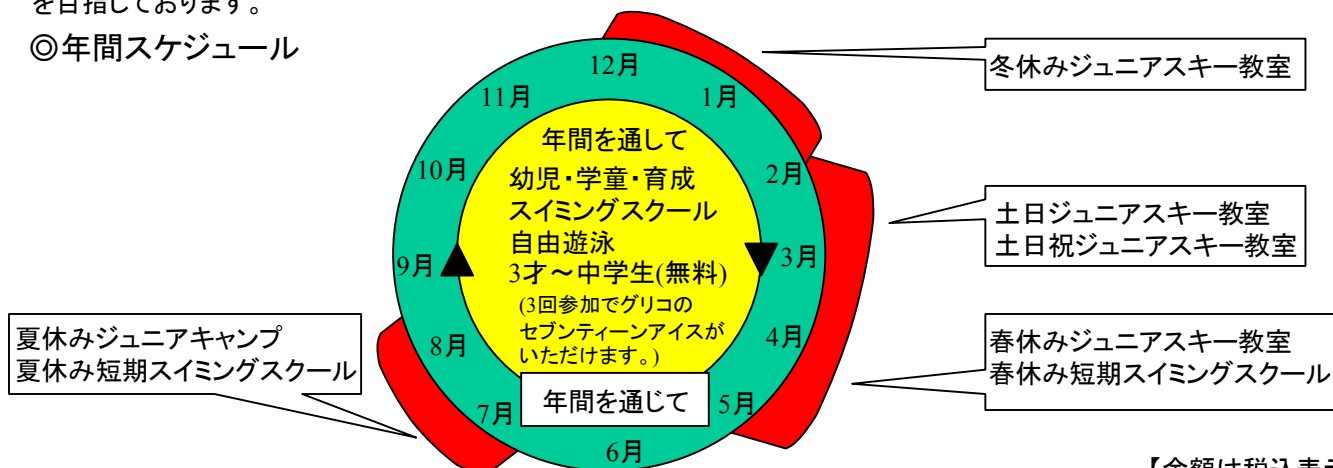 を目指しております。
◎年間スケジュール
12月
1月
2月
3月
4月
5月
6月
7月
8月
9月
10月
11月
年間を通して
幼児・学童・育成
スイミングスクール
自由遊泳
3才～中学生(無料)
(3回参加でグリコの
セブンティーンアイスが
いただけます。)
年間を通じて
冬休みジュニアスキー教室
土日ジュニアスキー教室
土日祝ジュニアスキー教室
春休みジュニアスキー教室
春休み短期スイミングスクール
夏休みジュニアキャンプ
夏休み短期スイミングスクール
【金額は税込表